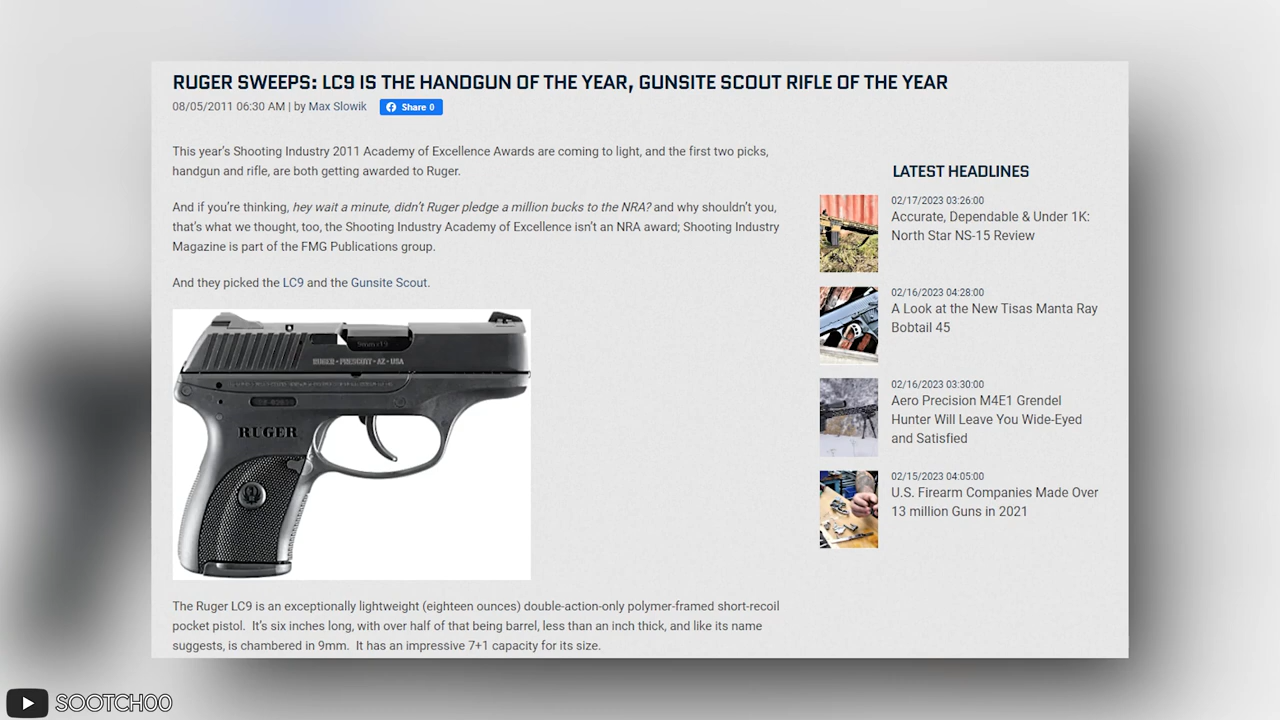 RUGER SWEEPS: LC9 IS THE HANDGUN OF THE YEAR, GUNSITE SCOUT RIFLE OF THE YEAR
08/05/2011 06:30 AM | by Max Slowik Share 0
This year's Shooting Industry 2011 Academy of Excellence Awards are coming to light, and the first two picks,
handgun and rifle, are both getting awarded to Ruger.
And if you're thinking, hey wait a minute, didn't Ruger pledge a million bucks to the NRA? and why shouldn't you,
that's what we thought, too, the Shooting Industry Academy of Excellence isn't an NRA award; Shooting Industry
Magazine is part of the FMG Publications group.
And they picked the LC9 and the Gunsite Scout.
9mm×19
RUGER • PRESCOTT • AZ • USA
RUGER
The Ruger LC9 is an exceptionally lightweight (eighteen ounces) double-action-only polymer-framed short-recoil
pocket pistol. It's six inches long, with over half of that being barrel, less than an inch thick, and like its name
suggests, is chambered in 9mm. It has an impressive 7+1 capacity for its size.
LATEST HEADLINES
02/17/2023 03:26:00
Accurate, Dependable & Under 1K:
North Star NS-15 Review
02/16/2023 04:28:00
A Look at the New Tisas Manta Ray
Bobtail 45
02/16/2023 03:30:00
Aero Precision M4E1 Grendel
Hunter Will Leave You Wide-Eyed
and Satisfied
02/15/2023 04:05:00
U.S. Firearm Companies Made Over
13 million Guns in 2021
SOOTCH00